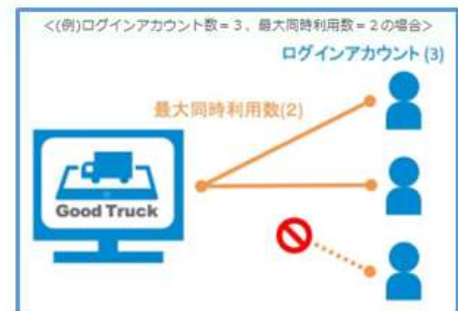 <(例)ログインアカウント数=3、最大同時利用数=2の場合>
ログインアカウント(3)
最大同時利用数(2)
Good Truck